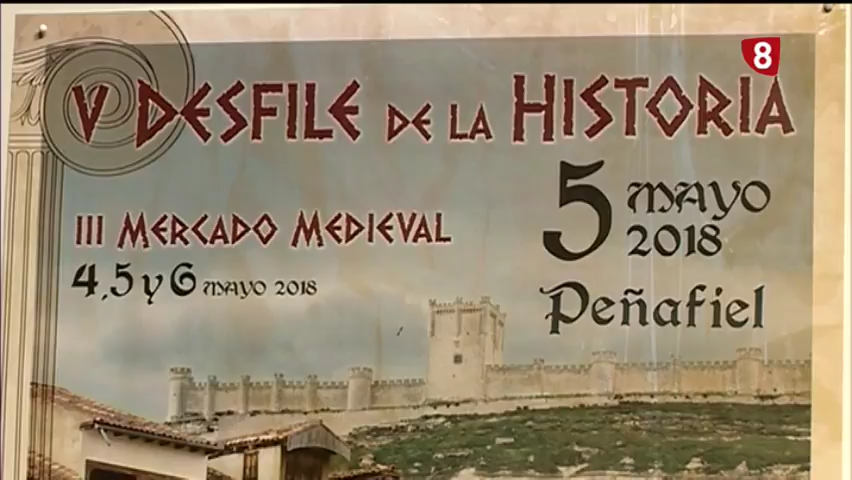 8
V DESFILE DE LA HISTORIA
5 MAYO
2018
III MERCADO MEDIEVAL
4, 5 y 6 MAYO 2018
Peñafiel